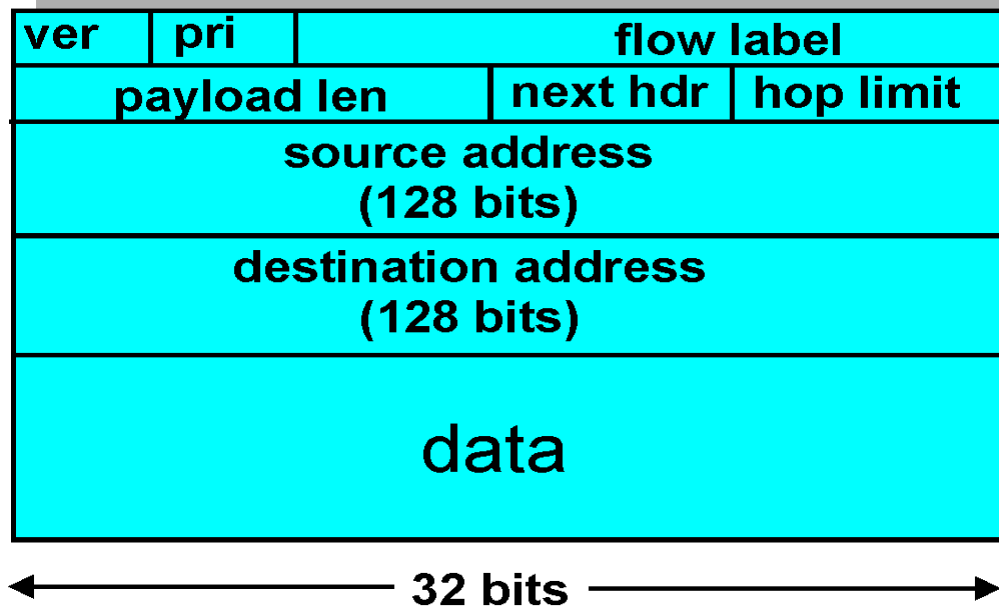 ver pri flow label
payload len next hdr hop limit
source address
(128 bits)
destination address
(128 bits)
data
32 bits